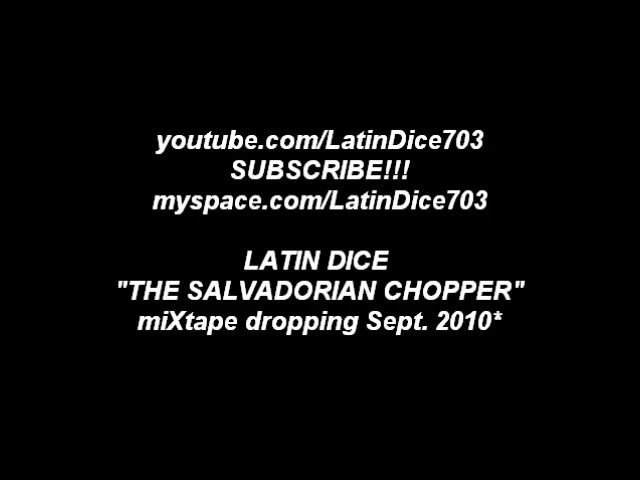 youtube.com/LatinDice703
SUBSCRIBE!!!
myspace.com/LatinDice703
LATIN DICE
"THE SALVADORIAN CHOPPER"
miXtape dropping Sept. 2010*